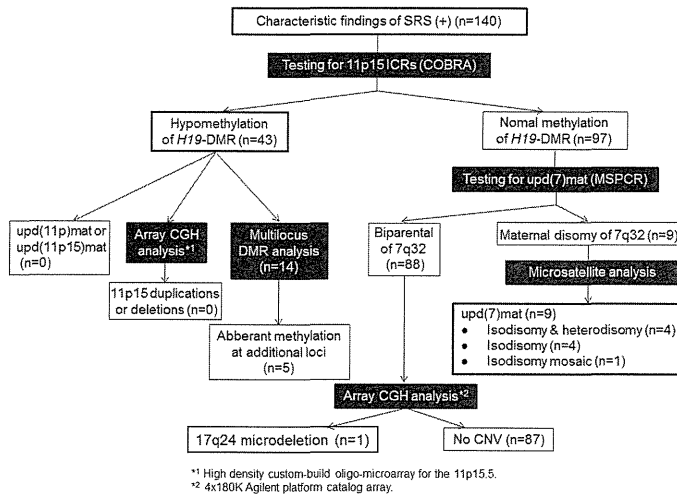 Characteristic findings of SRS (+) (n=140)
Testing for 11p15 ICRs (COBRA)
Hypomethylation
of H19-DMR (n=43)
Nomal methylation
of H19-DMR (n=97)
Testing for upd(7)mat (MSPCR)
upd(11p)mat or
upd(11p15)mat
(n=0)
Array CGH
analysis*1
Multilocus
DMR analysis
(n=14)
Biparental
of 7q32
(n=88)
Maternal disomy of 7q32 (n=9)
Microsatellite analysis
11p15 duplications
or deletions (n=0)
Abberant methylation
at additional loci
(n=5)
upd(7)mat (n=9)
• Isodisomy & heterodisomy (n=4)
• Isodisomy (n=4)
• Isodisomy mosaic (n=1)
Array CGH analysis*2
17q24 microdeletion (n=1)
No CNV (n=87)
*1 High density custom-build oligo-microarray for the 11p15.5.
*2 4x180K Agilent platform catalog array.